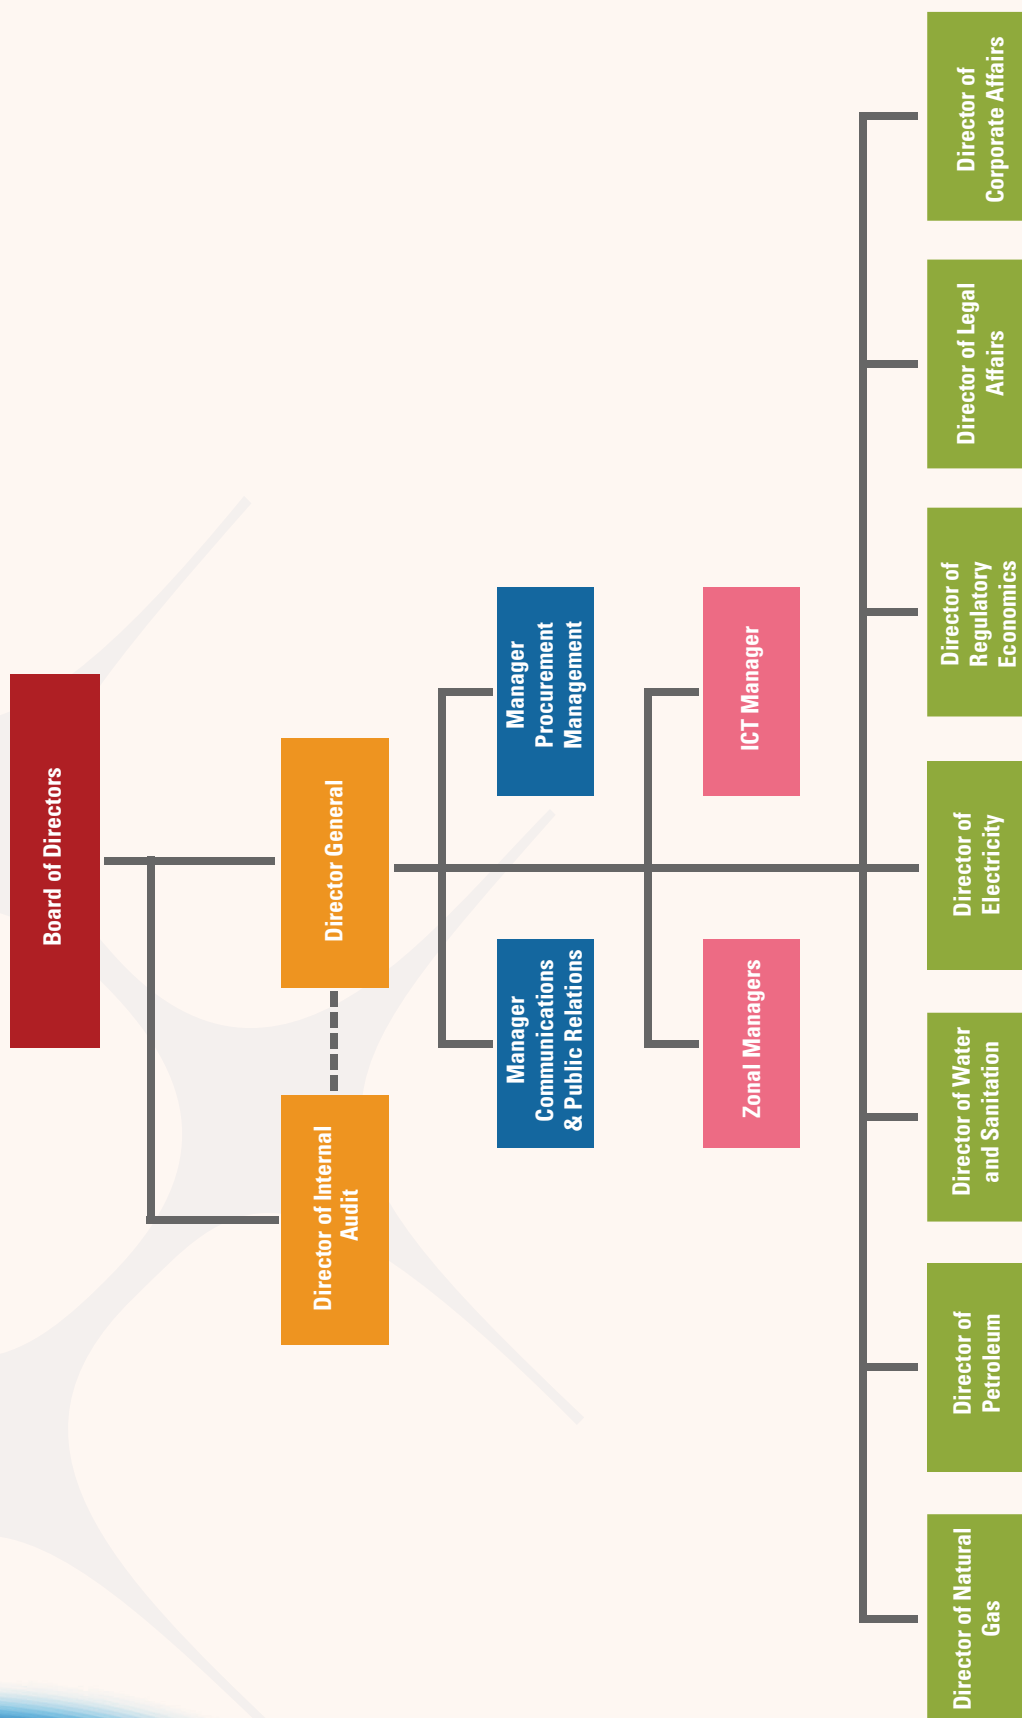 Board of Directors
Director of Internal
Audit
Director General
Manager
Communications
& Public Relations
Manager
Procurement
Management
Zonal Managers
ICT Manager
Director of Natural
Gas
Director of
Petroleum
Director of Water
and Sanitation
Director of
Electricity
Director of
Regulatory
Economics
Director of Legal
Affairs
Director of
Corporate Affairs